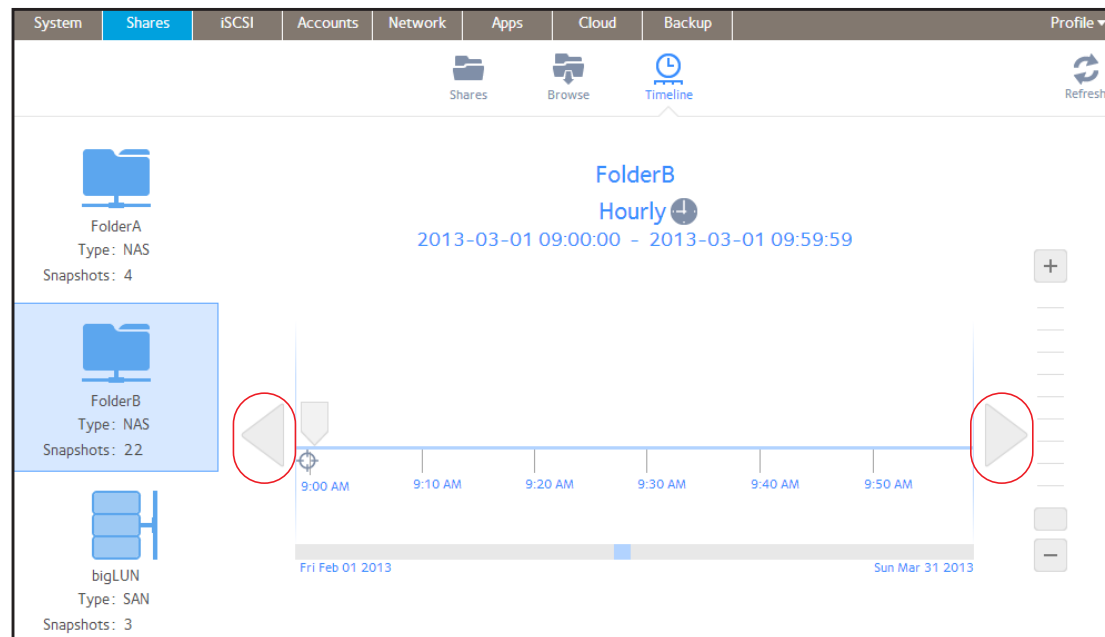 System Shares iSCSI Accounts Network Apps Cloud Backup Profile
Shares Browse Timeline Refresh
FolderA
Type: NAS
Snapshots: 4
FolderB
Type: NAS
Snapshots: 22
bigLUN
Type: SAN
Snapshots: 3
FolderB
Hourly
2013-03-01 09:00:00 - 2013-03-01 09:59:59
+
9:00 AM 9:10 AM 9:20 AM 9:30 AM 9:40 AM 9:50 AM
Fri Feb 01 2013 Sun Mar 31 2013
−